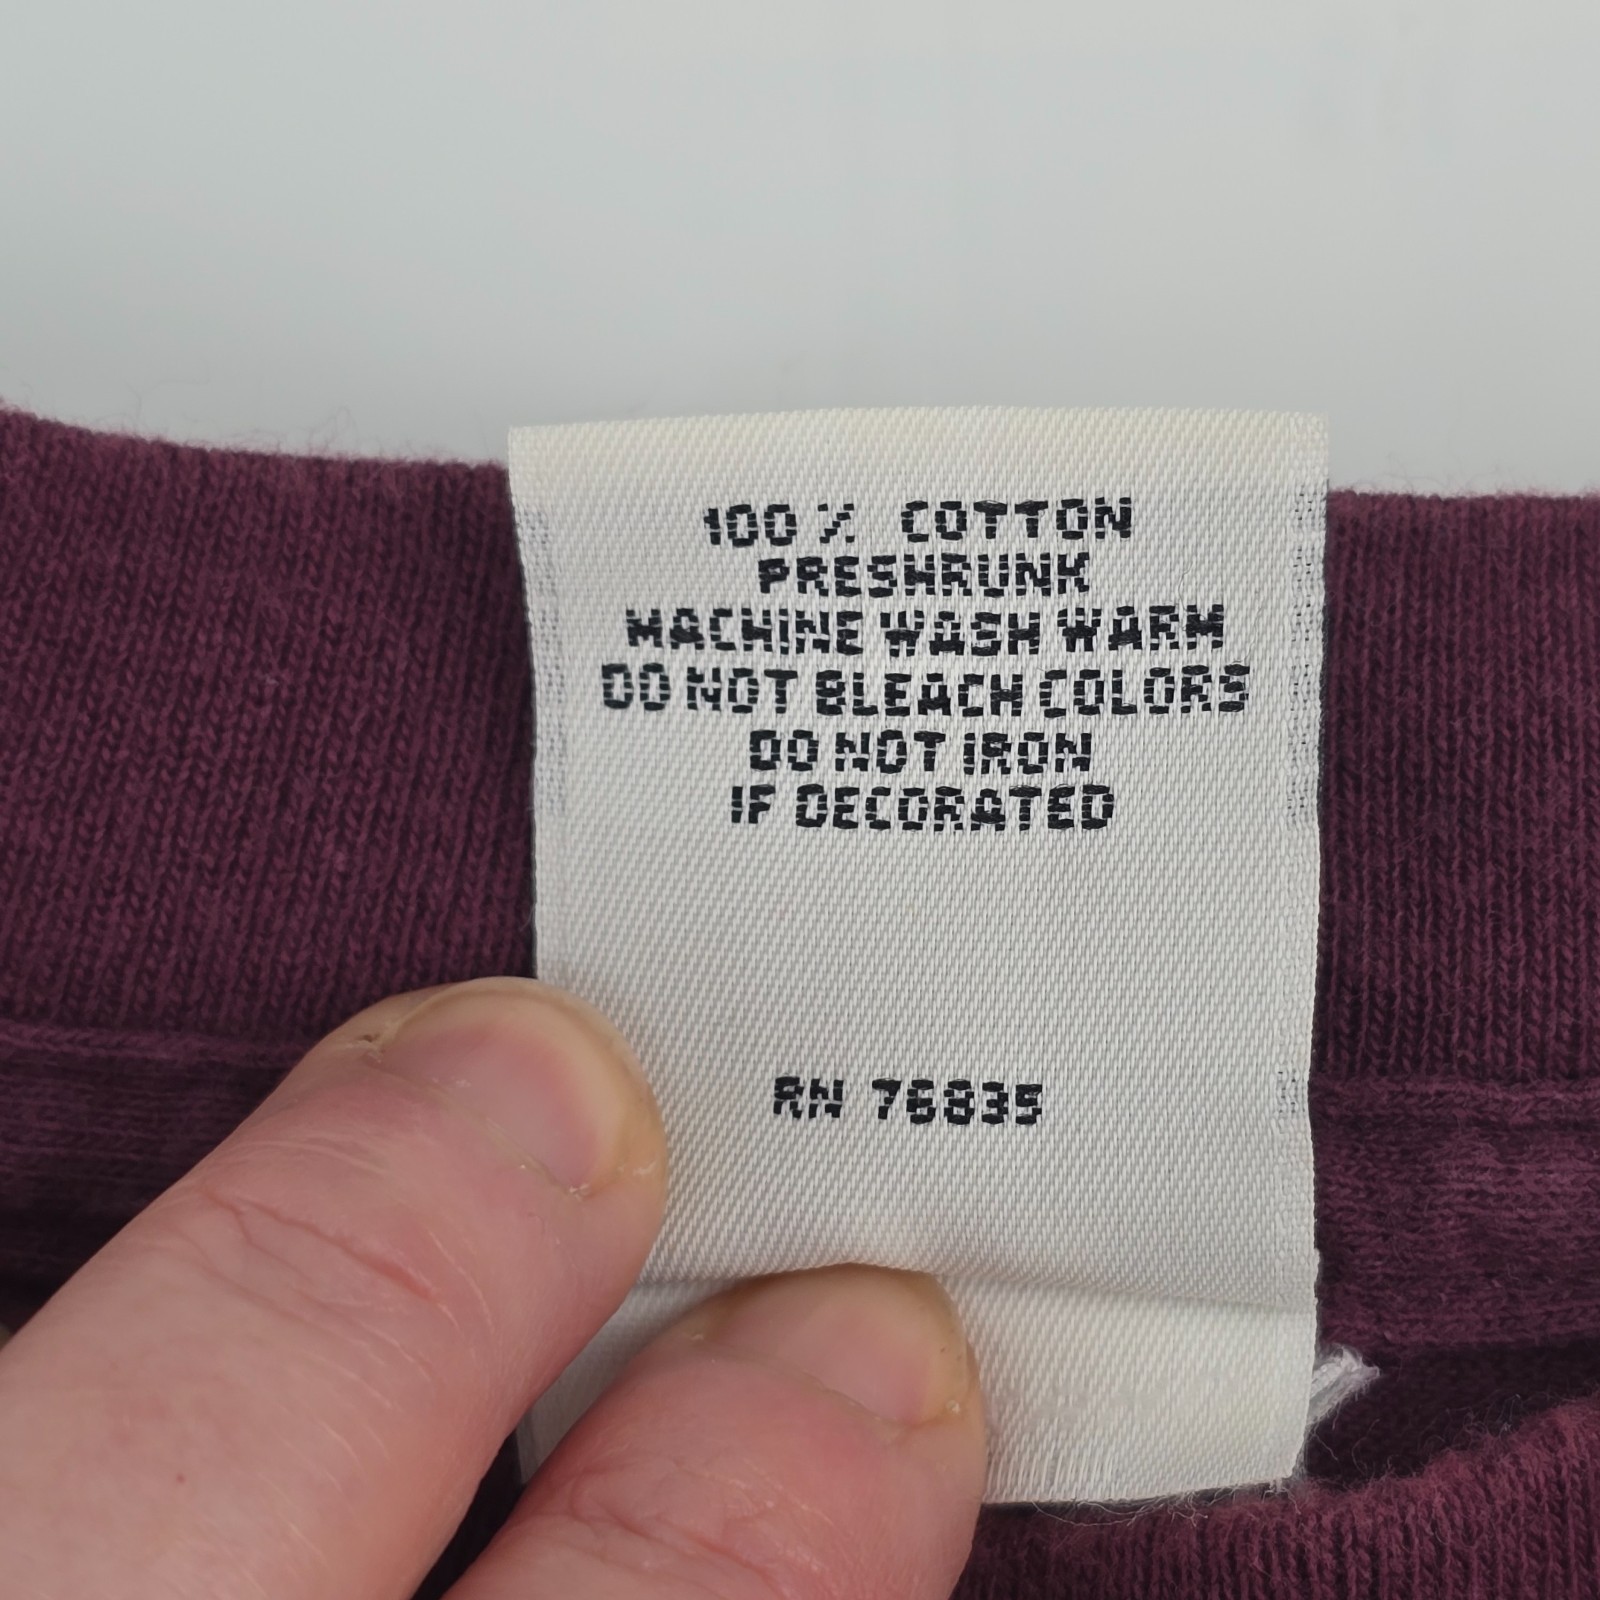 100 % COTTON
PRESHRUNK
MACHINE WASH WARM
DO NOT BLEACH COLORS
DO NOT IRON
IF DECORATED
RN 76835